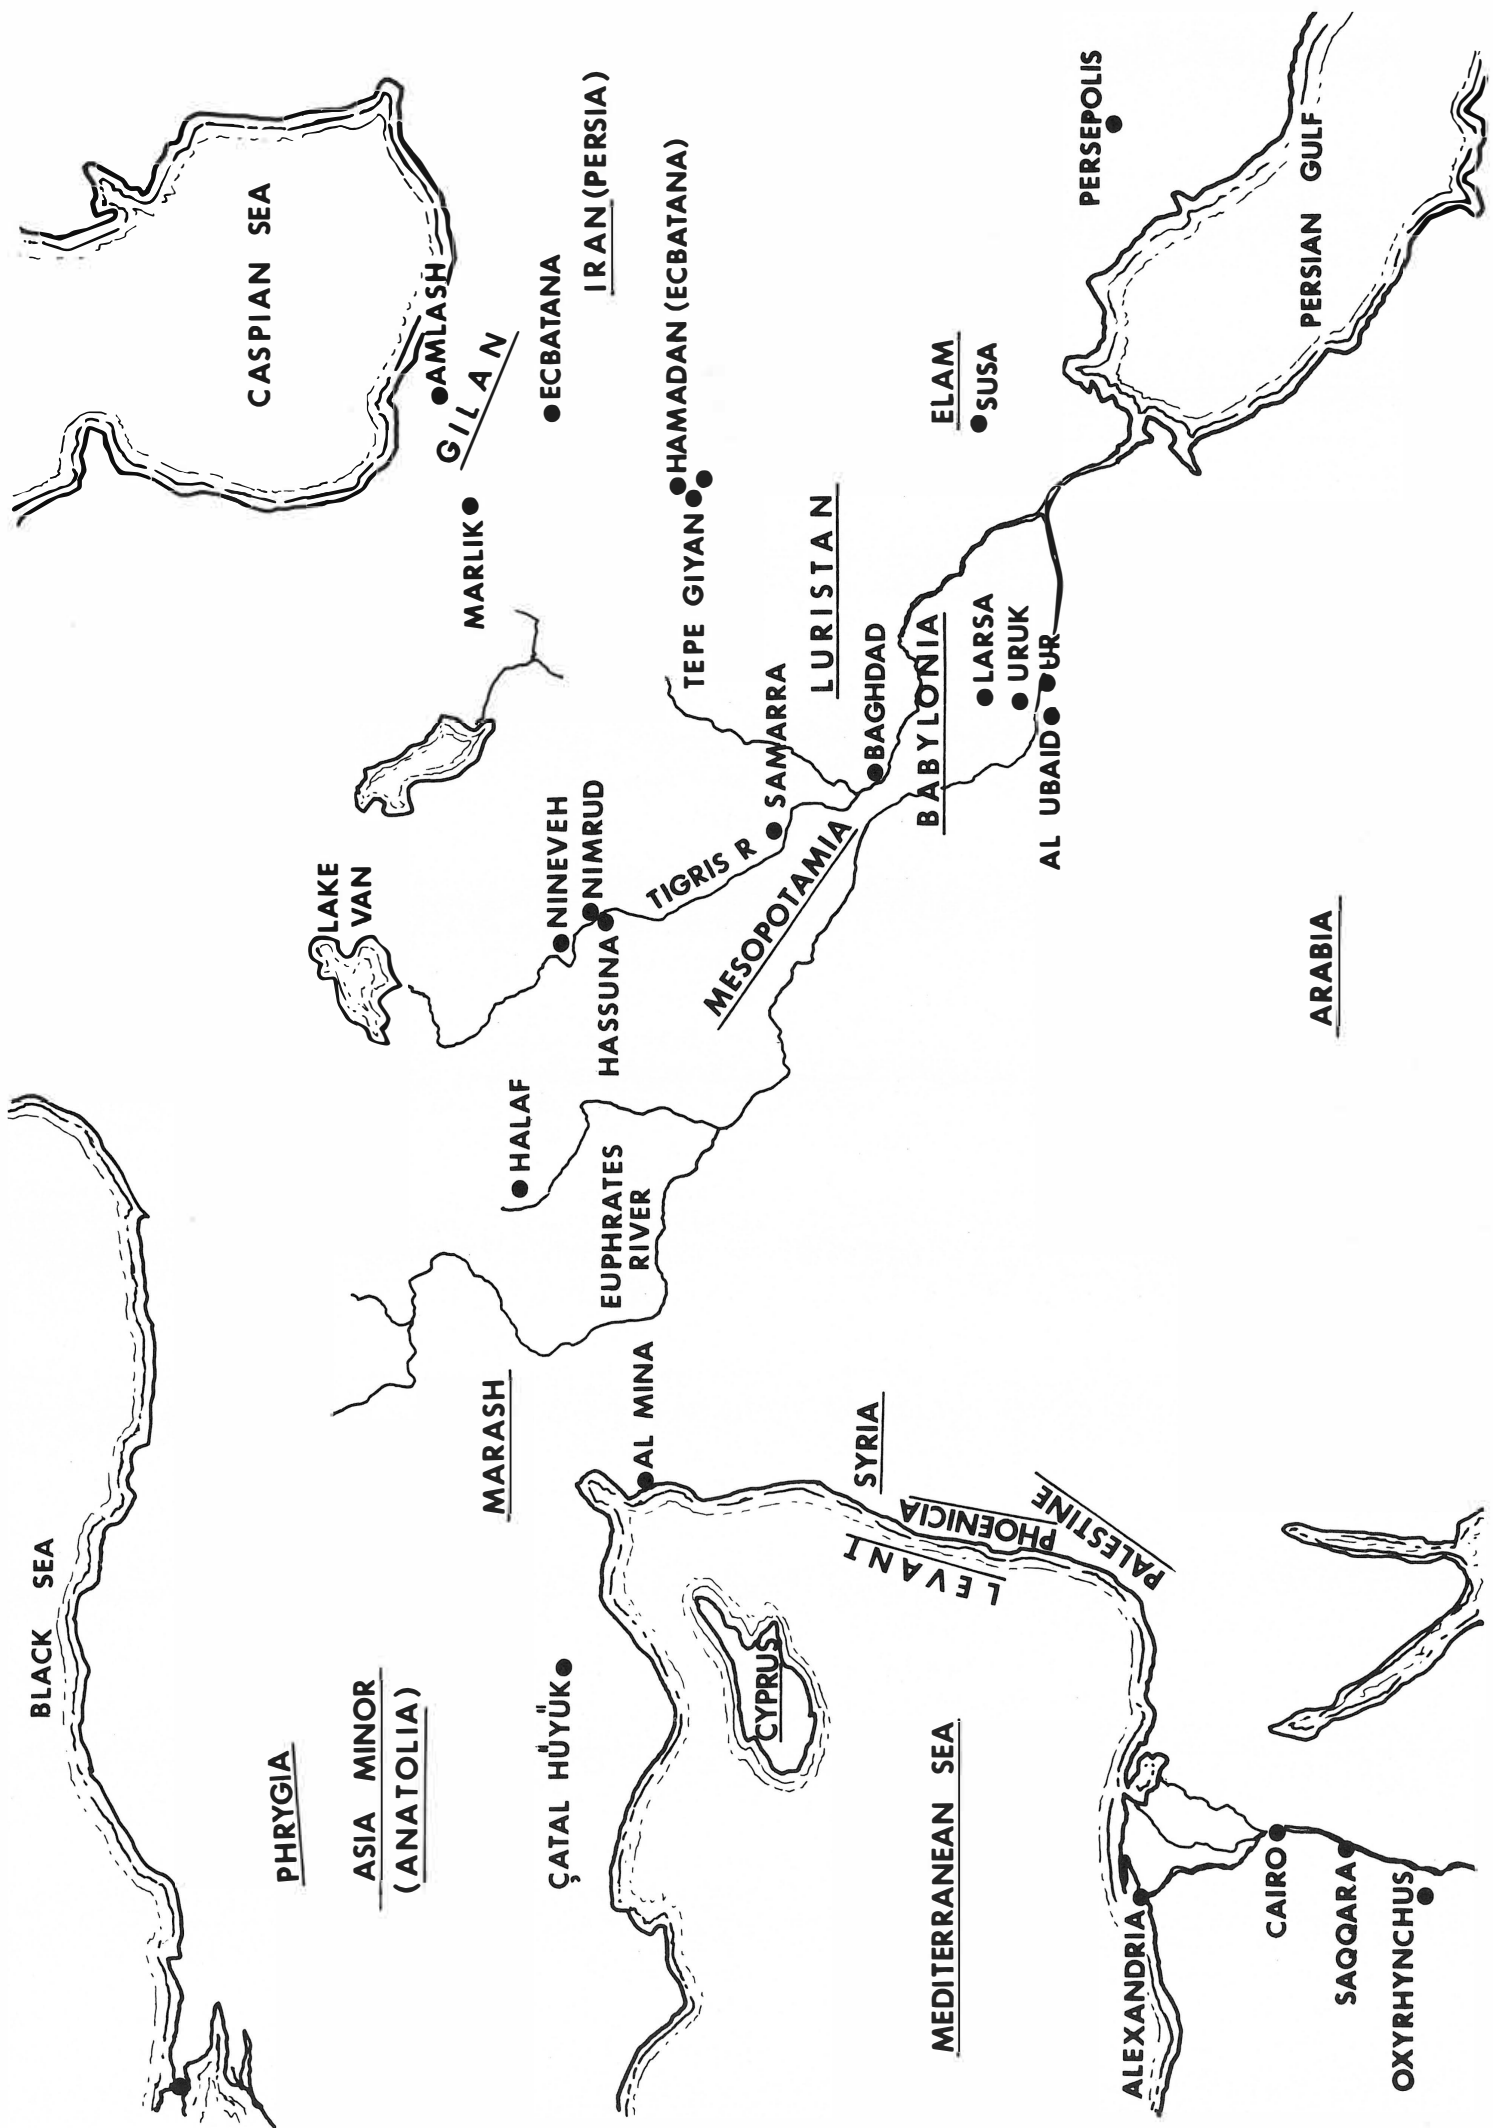 BLACK SEA
CASPIAN SEA
PHRYGIA
ASIA MINOR
(ANATOLIA)
LAKE
VAN
AMLASH
GILAN
MARLIK
MARASH
HALAF
ECBATANA
IRAN (PERSIA)
ÇATAL HÜYÜK
NINEVEH
NIMRUD
HASSUNA
EUPHRATES
RIVER
AL MINA
TIGRIS R
HAMADAN (ECBATANA)
TEPE GIYAN
MESOPOTAMIA
SAMARRA
LURISTAN
CYPRUS
SYRIA
BAGHDAD
LEVANT
PHOENICIA
PALESTINE
BABYLONIA
ELAM
SUSA
LARSA
URUK
UR
AL UBAID
MEDITERRANEAN SEA
PERSEPOLIS
ALEXANDRIA
CAIRO
SAQQARA
OXYRHYNCHUS
ARABIA
PERSIAN GULF